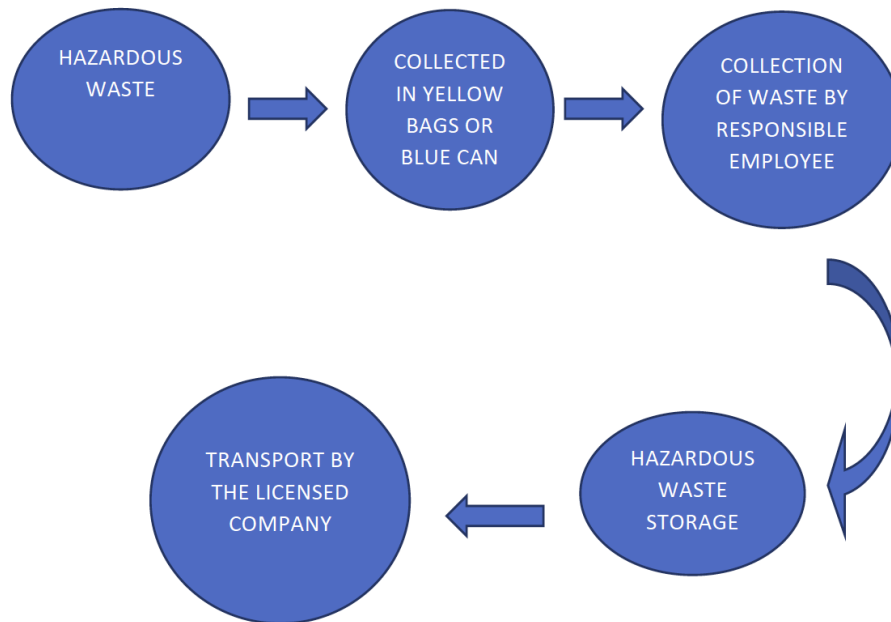 HAZARDOUS
WASTE
COLLECTED
IN YELLOW
BAGS OR
BLUE CAN
COLLECTION
OF WASTE BY
RESPONSIBLE
EMPLOYEE
HAZARDOUS
WASTE
STORAGE
TRANSPORT BY
THE LICENSED
COMPANY